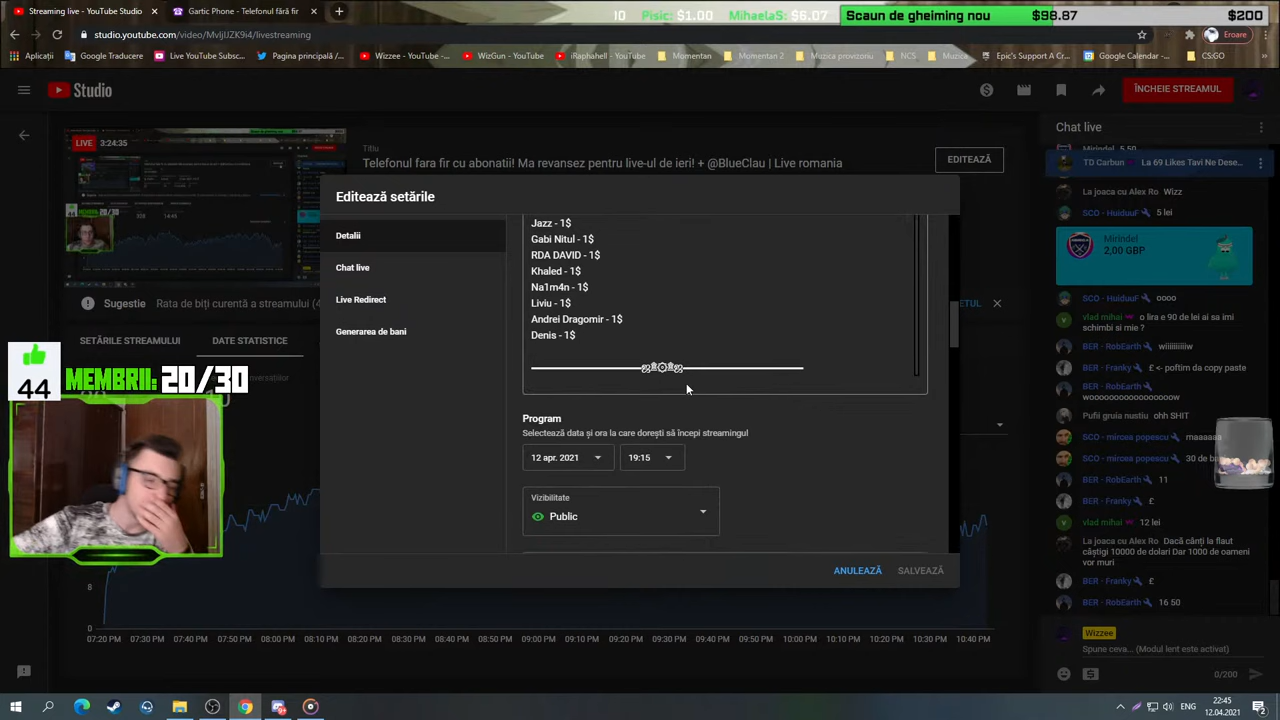 Streaming live - YouTube Studio
Gartic Phone - Telefonul fără fir
10 Pisic: $1.00 MihaelaS: $6.07
Scaun de gheiming nou $98.87 $200
studio.youtube.com/video/MvIjUZK9i4/livestreaming
Eroare
Aplicații
Google Traducere
Live YouTube Subsc...
Pagina principală /...
Wizzee - YouTube
WizGun - YouTube
iRaphahell - YouTube
Momentan
Momentan 2
Muzica provizoriu
NCS
Muzica
Epic's Support A Cr...
Google Calendar -...
CS:GO
Studio
ÎNCHEIE STREAMUL
LIVE
3:24:35
Titlu
Telefonul fara fir cu abonatii! Ma revansez pentru live-ul de ieri! + @BlueClau | Live romania
EDITEAZĂ
Sugestie Rata de biți curentă a streamului
SETĂRILE STREAMULUI
DATE STATISTICE
44
MEMBRII: 20/30
Editează setările
Detalii
Chat live
Live Redirect
Generarea de bani
Jazz - 1$
Gabi Nitul - 1$
RDA DAVID - 1$
Khaled - 1$
Na1m4n - 1$
Liviu - 1$
Andrei Dragomir - 1$
Denis - 1$
Program
Selectează data și ora la care dorești să începi streamingul
12 apr. 2021
19:15
Vizibilitate
Public
ANULEAZĂ
SALVEAZĂ
8
0
07:20 PM 07:30 PM 07:40 PM 07:50 PM 08:00 PM 08:10 PM 08:20 PM 08:30 PM 08:40 PM 08:50 PM 09:00 PM 09:10 PM 09:20 PM 09:30 PM 09:40 PM 09:50 PM 10:00 PM 10:10 PM 10:20 PM 10:30 PM 10:40 PM
Chat live
Mirindel 5,50
TD Carbun La 69 Likes Tavi Ne Dese...
La joaca cu Alex Ro Wizz
SCO - HuiduuF 5 lei
Mirindel
2,00 GBP
SCO - HuiduuF oooo
vlad mihai o lira e 90 de lei ai sa imi
schimbi si mie ?
BER - RobEarth wiiiiiiiiiiw
BER - Franky £ <- poftim da copy paste
BER - RobEarth
wooooooooooooooooow
Pufii gruia nustiu ohh SHIT
SCO - mircea popescu maaaaaa
SCO - mircea popescu 30 de
BER - RobEarth 11
BER - Franky £
vlad mihai 12 lei
La joaca cu Alex Ro Dacă cânți la flaut
câștigi 10000 de dolari Dar 1000 de oameni
vor muri
BER - Franky £
BER - RobEarth 16 50
Wizzee
Spune ceva... (Modul lent este activat)
0/200
ENG
22:45
12.04.2021
2